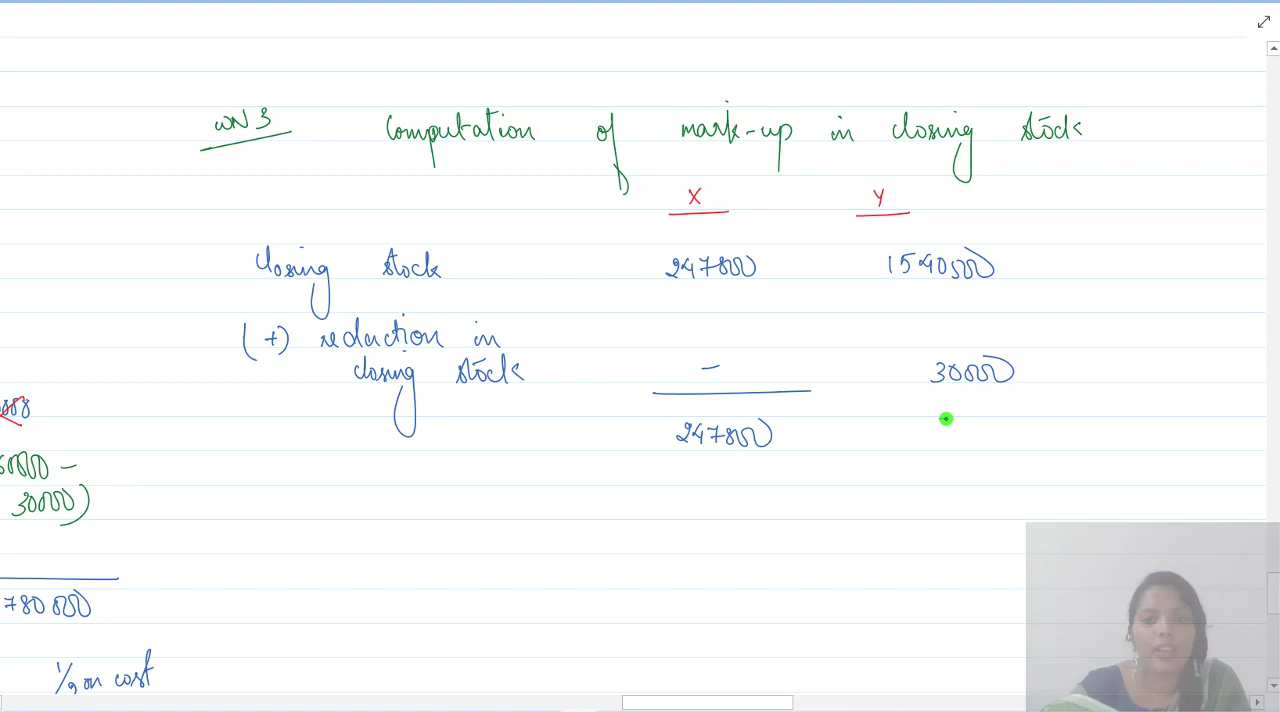 WN 3 Computation of mark-up in closing stock
X Y
closing stock 247800 1540500
(+) reduction in
closing stock - 30000
247800
30000)
780000
on cost